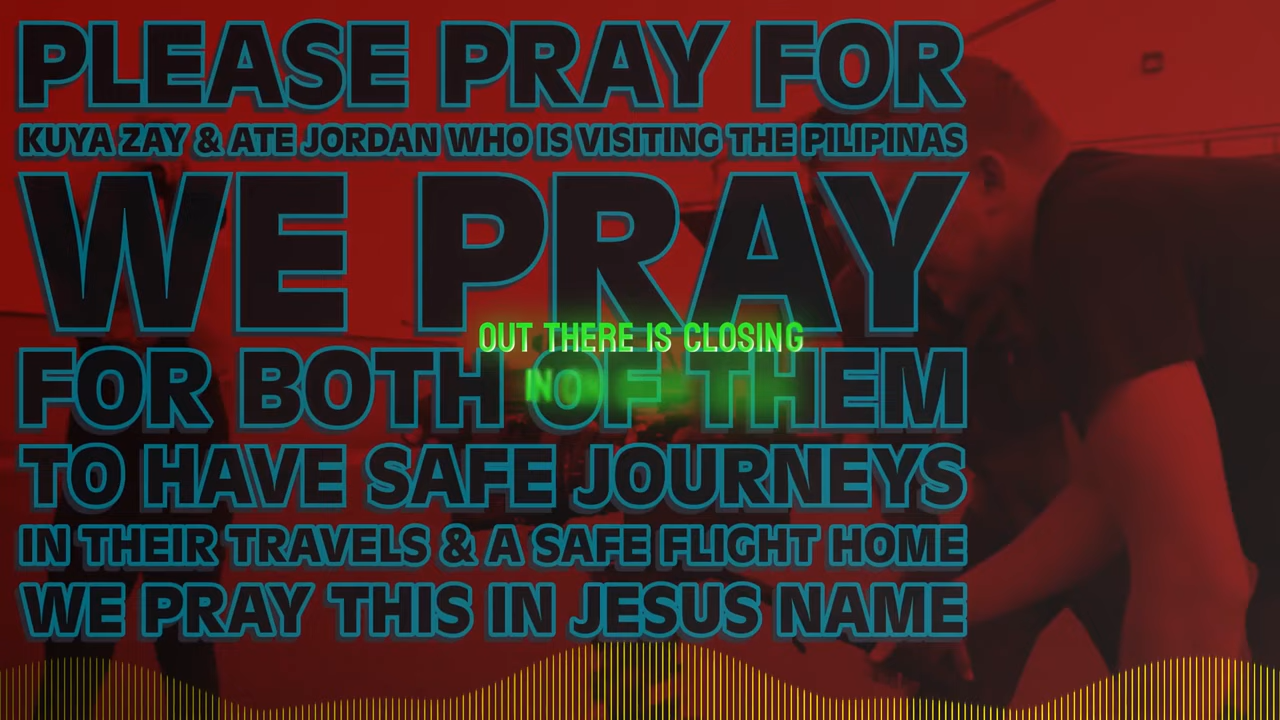 PLEASE PRAY FOR
KUYA ZAY & ATE JORDAN WHO IS VISITING THE PILIPINAS
WE PRAY
OUT THERE IS CLOSING
IN O
FOR BOTH OF THEM
TO HAVE SAFE JOURNEYS
IN THEIR TRAVELS & A SAFE FLIGHT HOME
WE PRAY THIS IN JESUS NAME